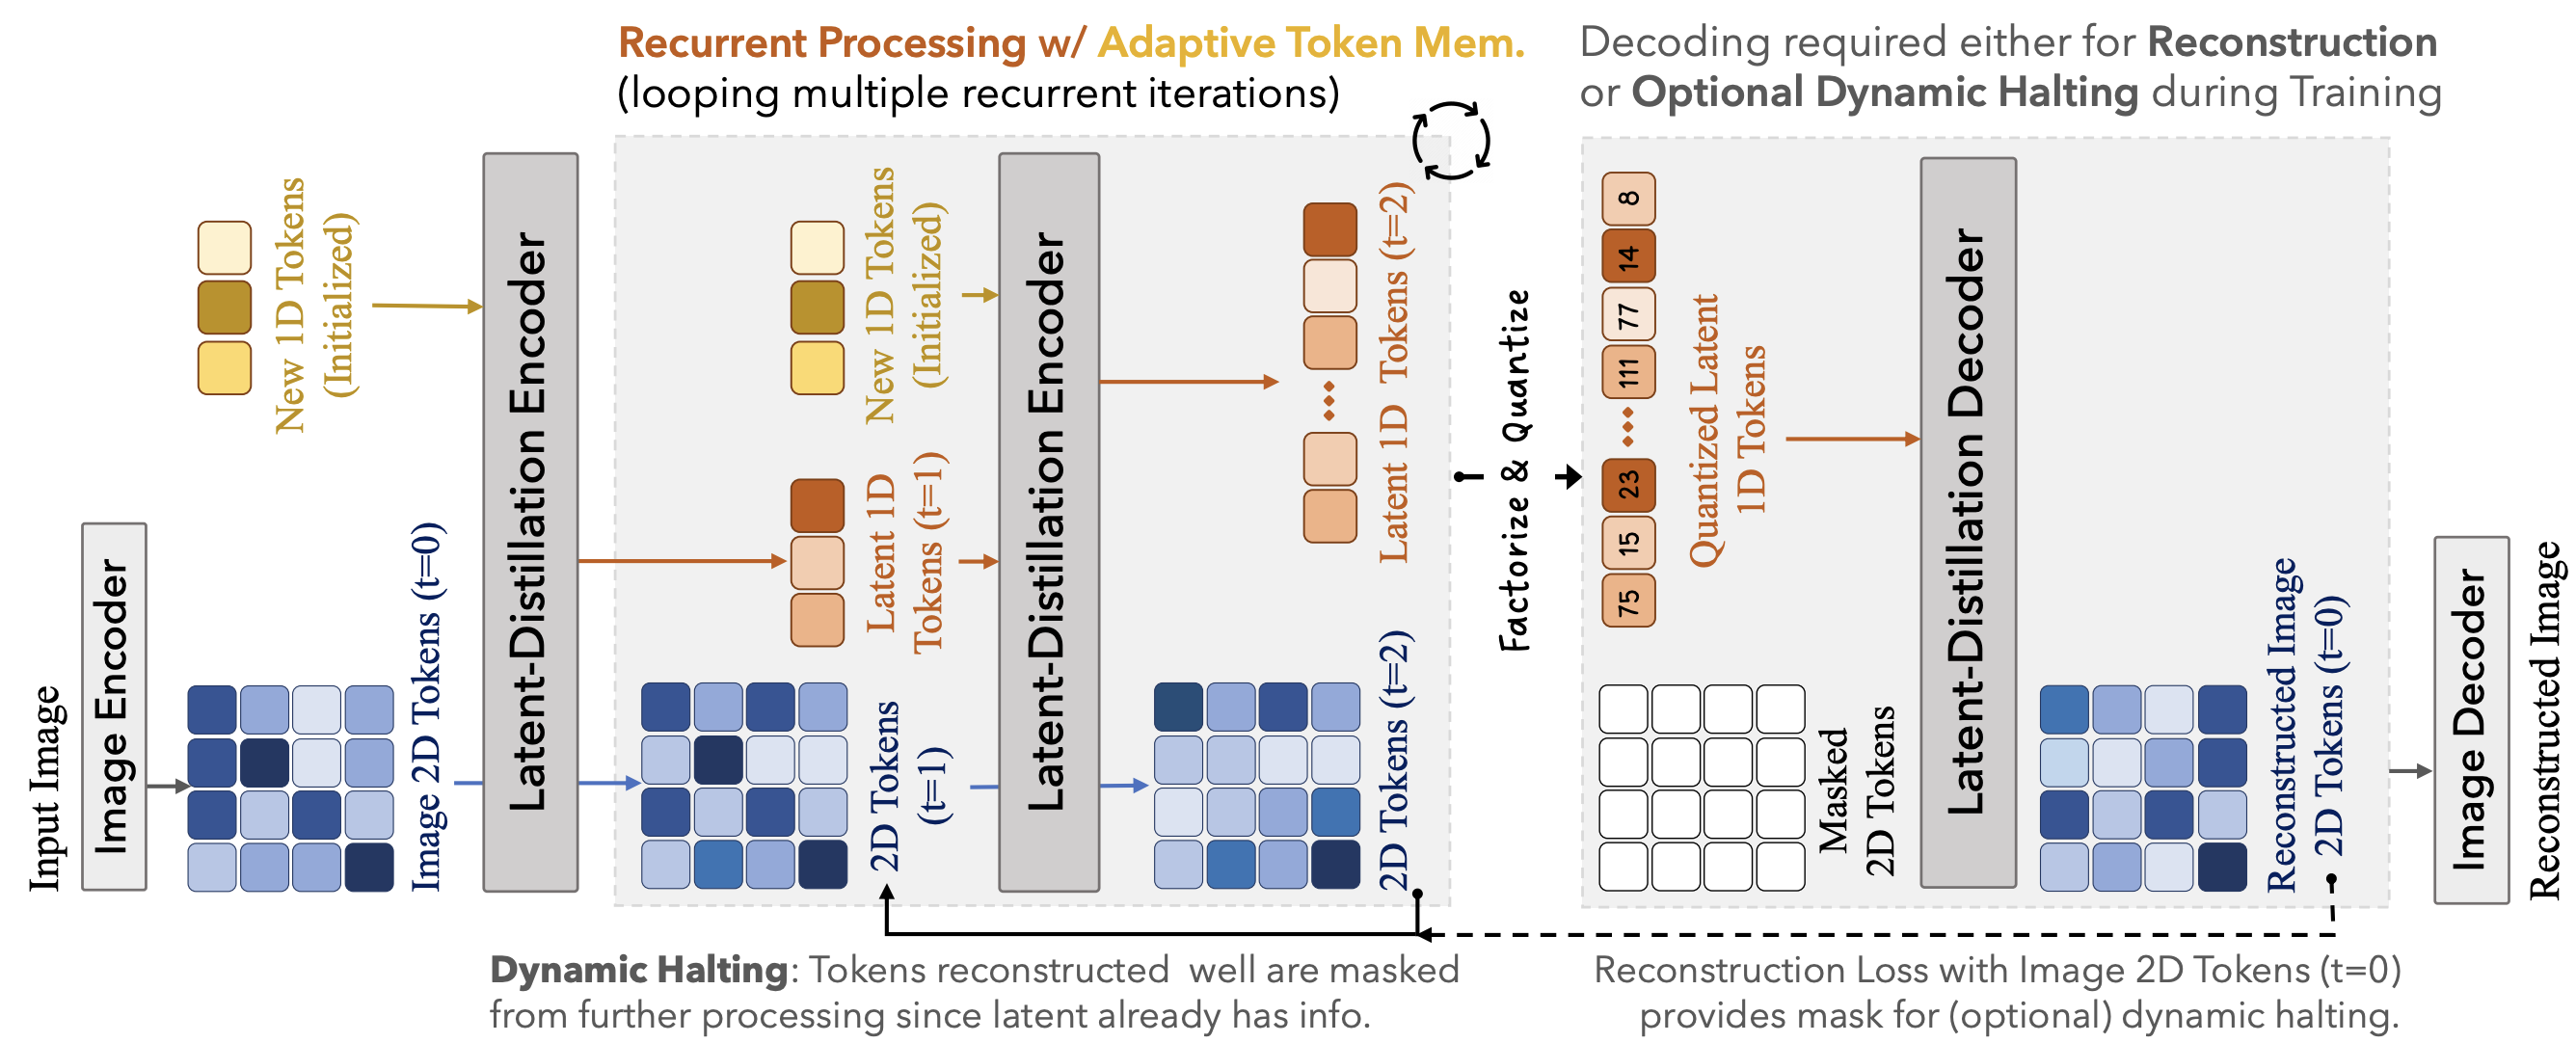 Recurrent Processing w/ Adaptive Token Mem.
(looping multiple recurrent iterations)
Decoding required either for Reconstruction
or Optional Dynamic Halting during Training
Input Image
Image Encoder
New 1D Tokens
(Initialized)
Image 2D Tokens (t=0)
Latent-Distillation Encoder
New 1D Tokens
(Initialized)
Latent 1D
Tokens (t=1)
2D Tokens
(t=1)
Latent-Distillation Encoder
Latent 1D Tokens (t=2)
2D Tokens (t=2)
Factorize & Quantize
8
14
77
111
23
15
75
Quantized Latent
1D Tokens
Masked
2D Tokens
Latent-Distillation Decoder
Reconstructed Image
2D Tokens (t=0)
Image Decoder
Reconstructed Image
Dynamic Halting: Tokens reconstructed well are masked
from further processing since latent already has info.
Reconstruction Loss with Image 2D Tokens (t=0)
provides mask for (optional) dynamic halting.